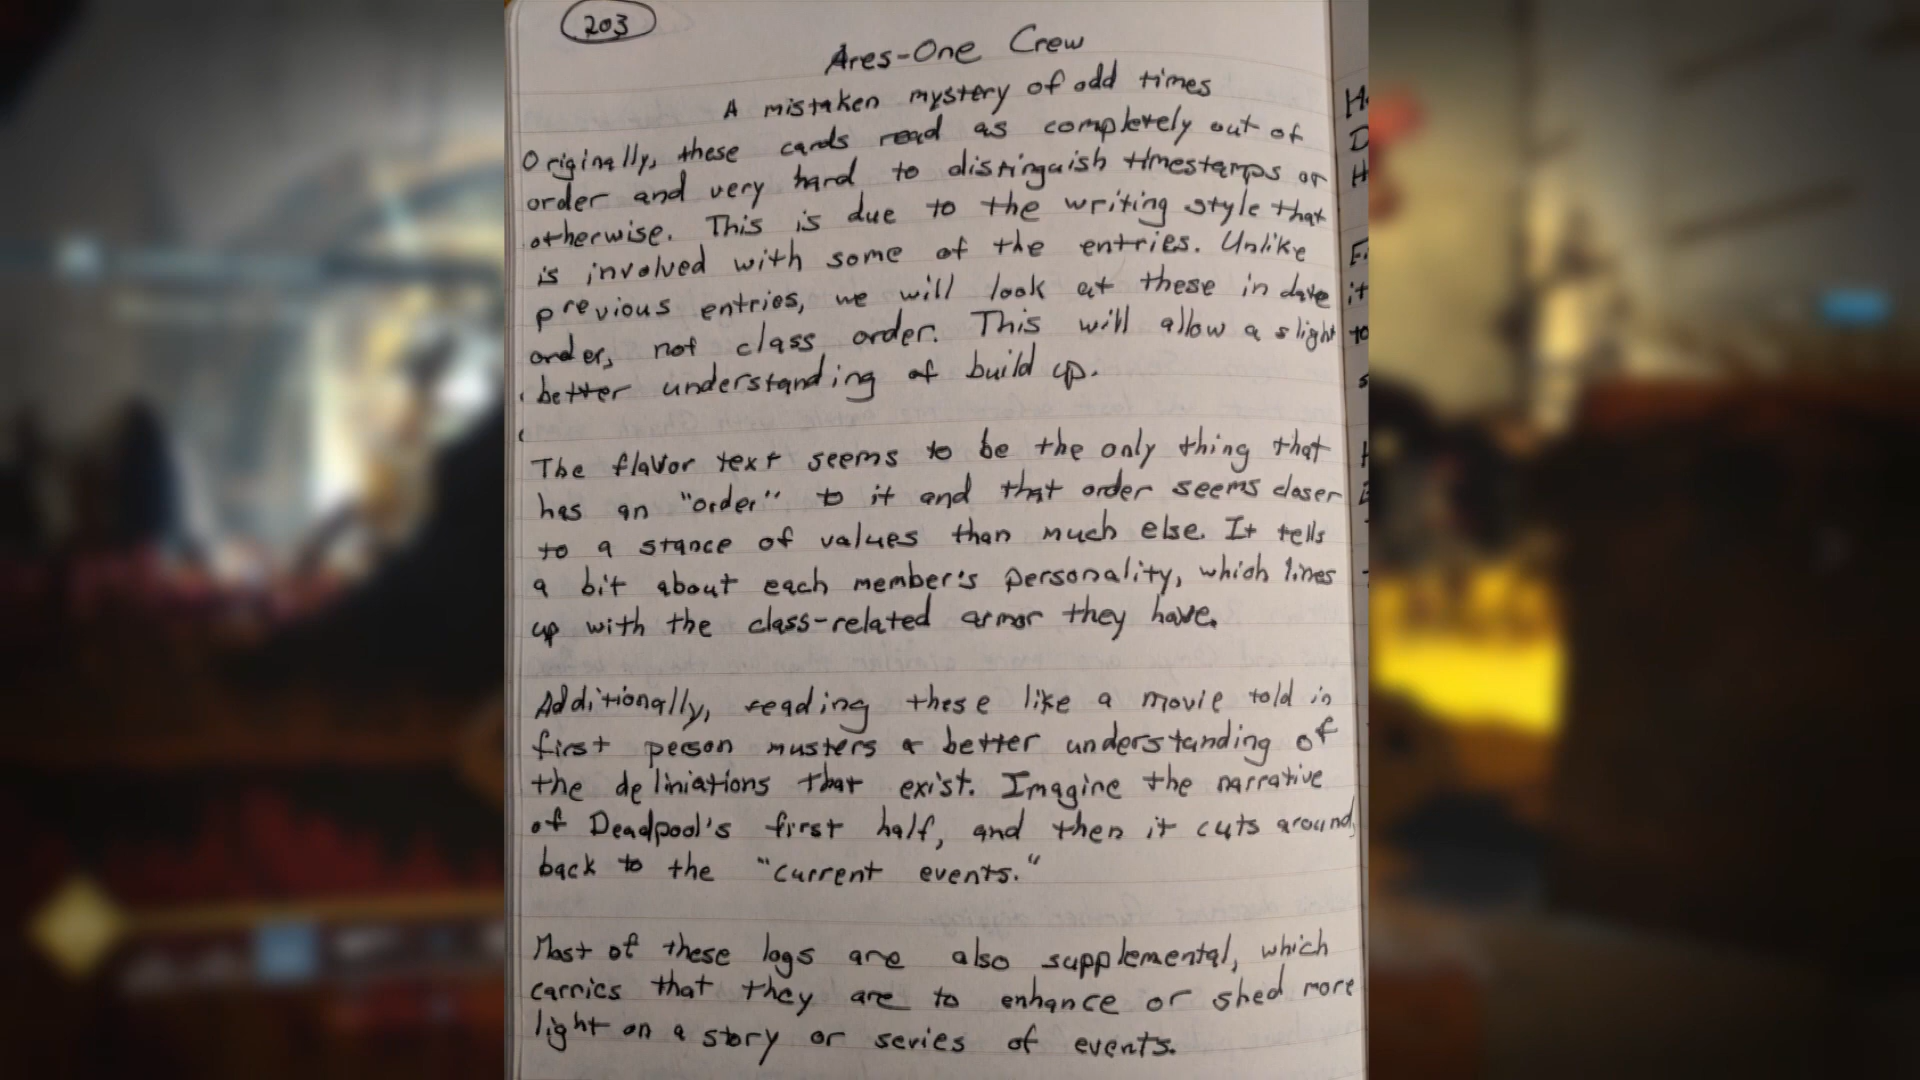 203
Ares-One Crew
A mistaken mystery of odd times
Originally, these cards read as completely out of
order and very hard to distinguish timestamps or
otherwise. This is due to the writing style that
is involved with some of the entries. Unlike
previous entries, we will look at these in date
order, not class order. This will allow a slight
better understanding of build up.
The flavor text seems to be the only thing that
has an "order" to it and that order seems closer
to a stance of values than much else. It tells
a bit about each member's personality, which lines
up with the class-related armor they have.
Additionally, reading these like a movie told in
first person musters a better understanding of
the deliniations that exist. Imagine the narrative
of Deadpool's first half, and then it cuts around
back to the "current events."
Most of these logs are also supplemental, which
carries that they are to enhance or shed more
light on a story or series of events.